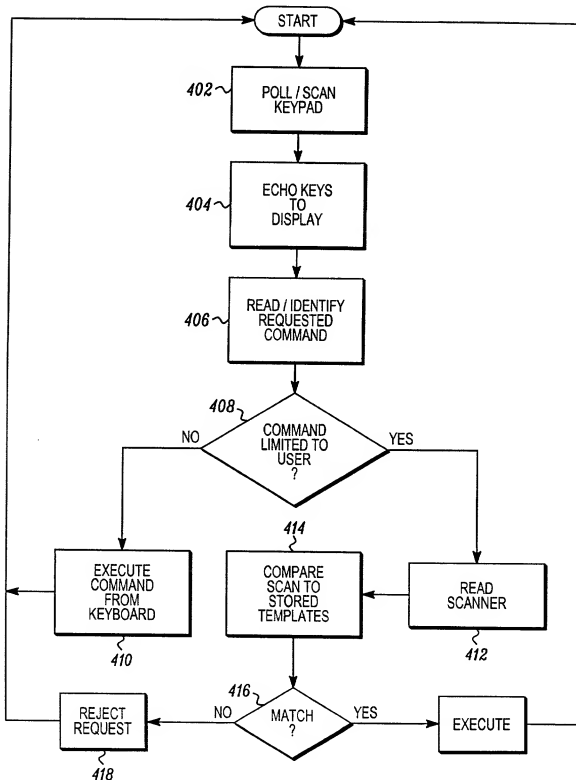 START
402
POLL / SCAN
KEYPAD
404
ECHO KEYS
TO
DISPLAY
406
READ / IDENTIFY
REQUESTED
COMMAND
408
NO
COMMAND
LIMITED TO
USER
?
YES
EXECUTE
COMMAND
FROM
KEYBOARD
410
414
COMPARE
SCAN TO
STORED
TEMPLATES
READ
SCANNER
412
REJECT
REQUEST
418
NO
416
MATCH
?
YES
EXECUTE